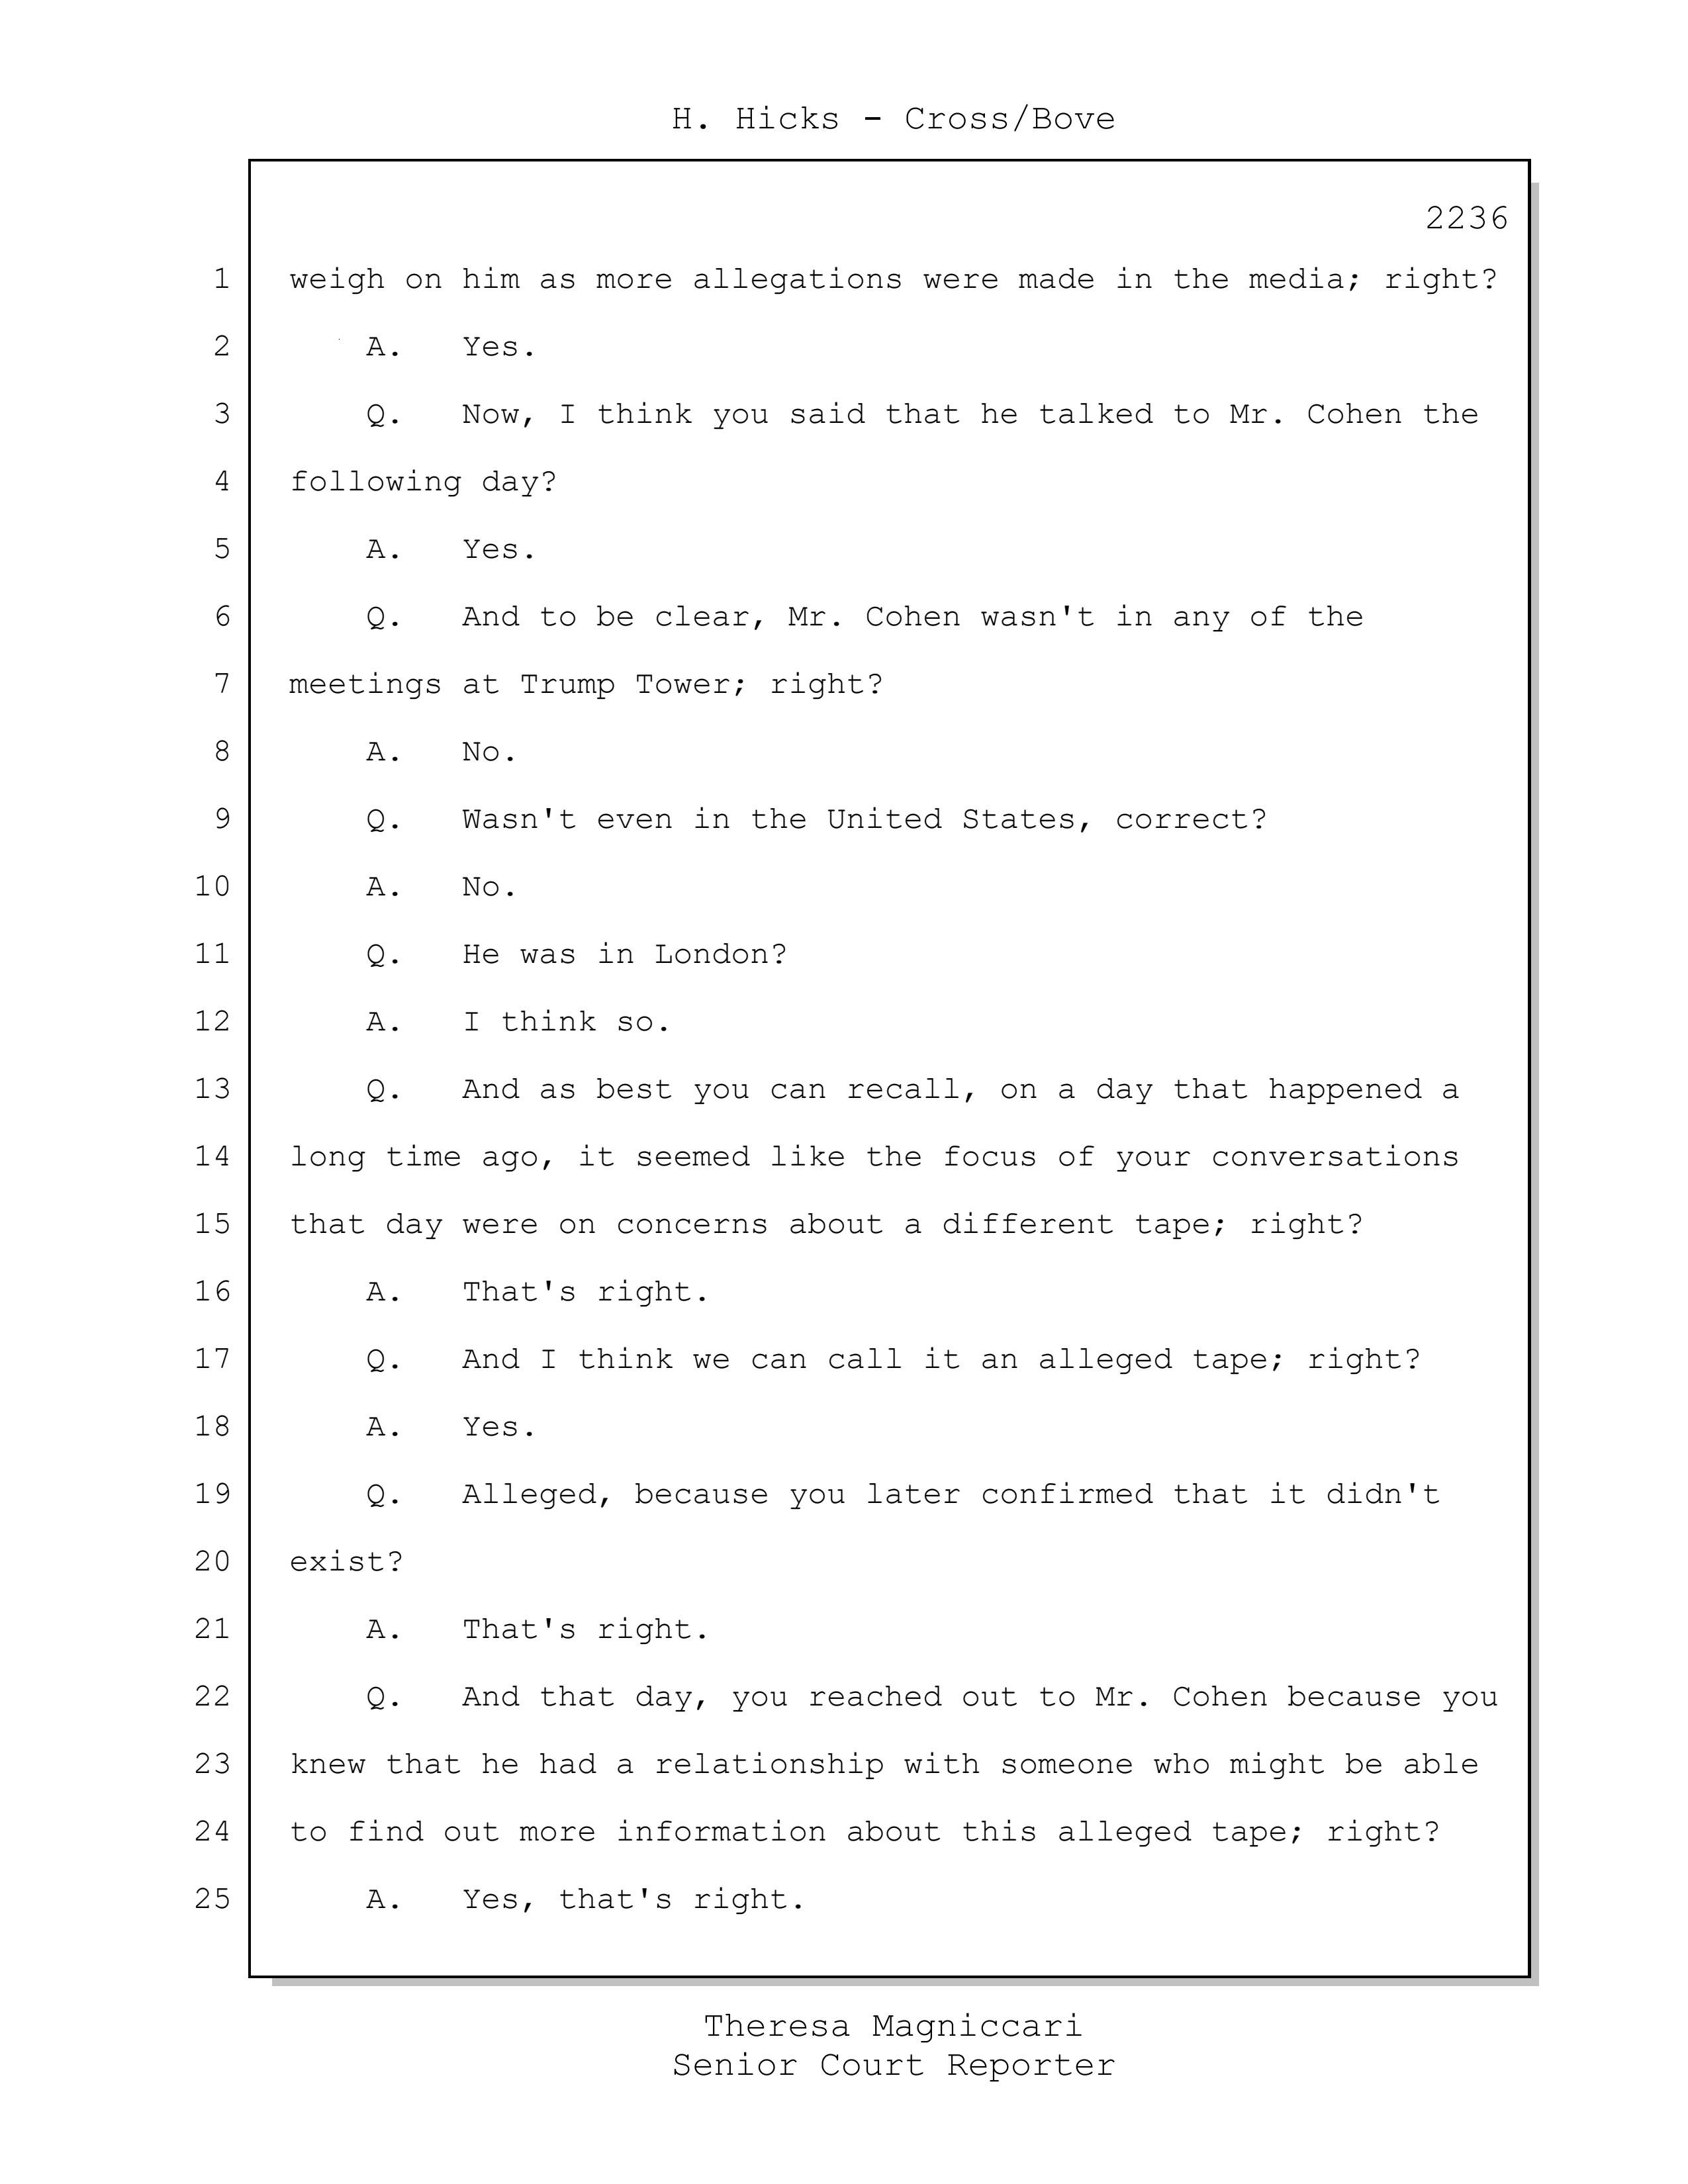 H. Hicks - Cross/Bove
2236
1 weigh on him as more allegations were made in the media; right?
2 A. Yes.
3 Q. Now, I think you said that he talked to Mr. Cohen the
4 following day?
5 A. Yes.
6 Q. And to be clear, Mr. Cohen wasn't in any of the
7 meetings at Trump Tower; right?
8 A. No.
9 Q. Wasn't even in the United States, correct?
10 A. No.
11 Q. He was in London?
12 A. I think so.
13 Q. And as best you can recall, on a day that happened a
14 long time ago, it seemed like the focus of your conversations
15 that day were on concerns about a different tape; right?
16 A. That's right.
17 Q. And I think we can call it an alleged tape; right?
18 A. Yes.
19 Q. Alleged, because you later confirmed that it didn't
20 exist?
21 A. That's right.
22 Q. And that day, you reached out to Mr. Cohen because you
23 knew that he had a relationship with someone who might be able
24 to find out more information about this alleged tape; right?
25 A. Yes, that's right.
Theresa Magniccari
Senior Court Reporter